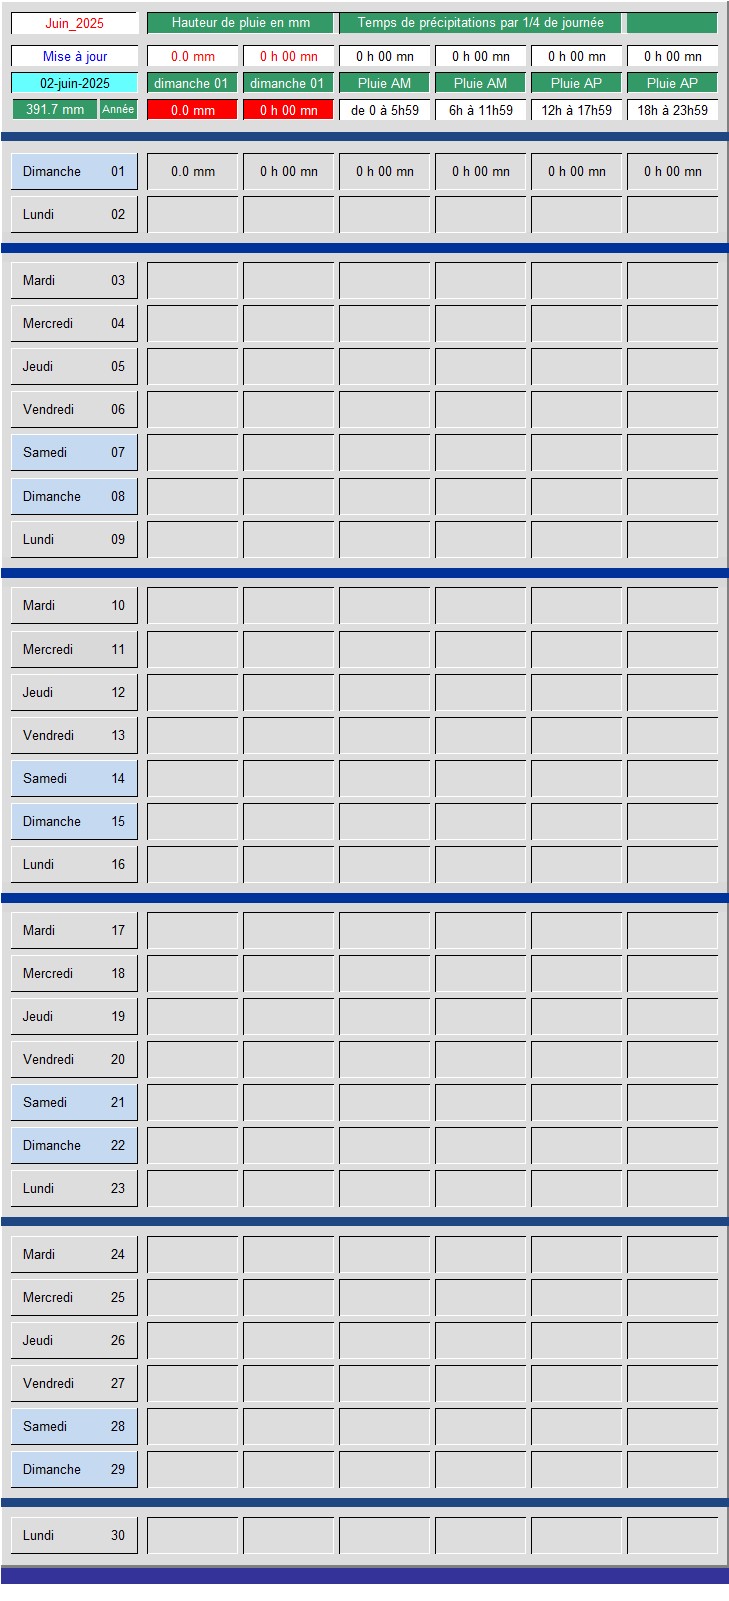 Juin_2025 Hauteur de pluie en mm Temps de précipitations par 1/4 de journée
Mise à jour 0.0 mm 0 h 00 mn 0 h 00 mn 0 h 00 mn 0 h 00 mn 0 h 00 mn
02-juin-2025 dimanche 01 dimanche 01 Pluie AM Pluie AM Pluie AP Pluie AP
391.7 mm Année 0.0 mm 0 h 00 mn de 0 à 5h59 6h à 11h59 12h à 17h59 18h à 23h59
Dimanche 01 0.0 mm 0 h 00 mn 0 h 00 mn 0 h 00 mn 0 h 00 mn 0 h 00 mn
Lundi 02
Mardi 03
Mercredi 04
Jeudi 05
Vendredi 06
Samedi 07
Dimanche 08
Lundi 09
Mardi 10
Mercredi 11
Jeudi 12
Vendredi 13
Samedi 14
Dimanche 15
Lundi 16
Mardi 17
Mercredi 18
Jeudi 19
Vendredi 20
Samedi 21
Dimanche 22
Lundi 23
Mardi 24
Mercredi 25
Jeudi 26
Vendredi 27
Samedi 28
Dimanche 29
Lundi 30